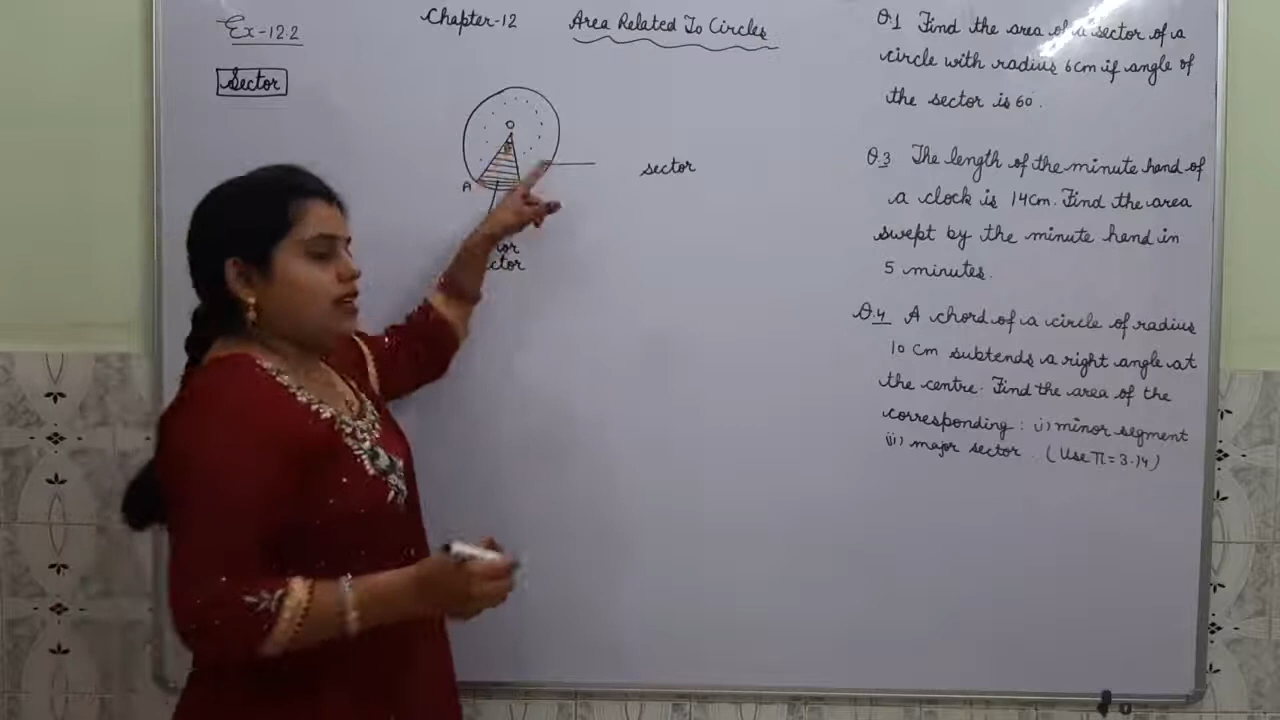 Ex-12.2
Chapter-12
Area Related To Circles
Sector
O
A
sector
Q.1 Find the area of a sector of a
circle with radius 6cm if angle of
the sector is 60.
Q.3 The length of the minute hand of
a clock is 14cm. Find the area
swept by the minute hand in
5 minutes.
Q.4 A chord of a circle of radius
10 cm subtends a right angle at
the centre. Find the area of the
corresponding: i) minor segment
ii) major sector. (Use π=3.14)